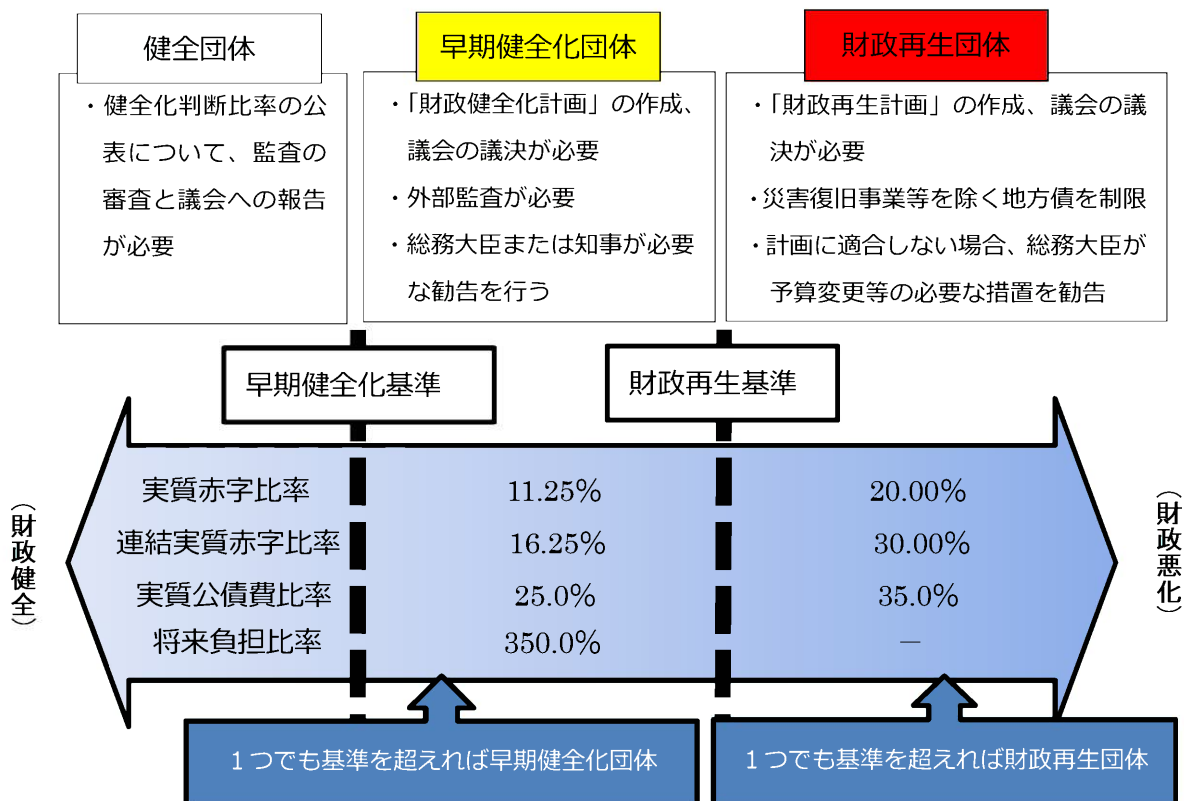 健全団体
・健全化判断比率の公
表について、監査の
審査と議会への報告
が必要
早期健全化団体
・「財政健全化計画」の作成、
議会の議決が必要
・外部監査が必要
・総務大臣または知事が必要
な勧告を行う
財政再生団体
・「財政再生計画」の作成、議会の議
決が必要
・災害復旧事業等を除く地方債を制限
・計画に適合しない場合、総務大臣が
予算変更等の必要な措置を勧告
早期健全化基準
財政再生基準
（財政健全）
実質赤字比率 11.25% 20.00%
連結実質赤字比率 16.25% 30.00%
実質公債費比率 25.0% 35.0%
将来負担比率 350.0% －
（財政悪化）
１つでも基準を超えれば早期健全化団体
１つでも基準を超えれば財政再生団体